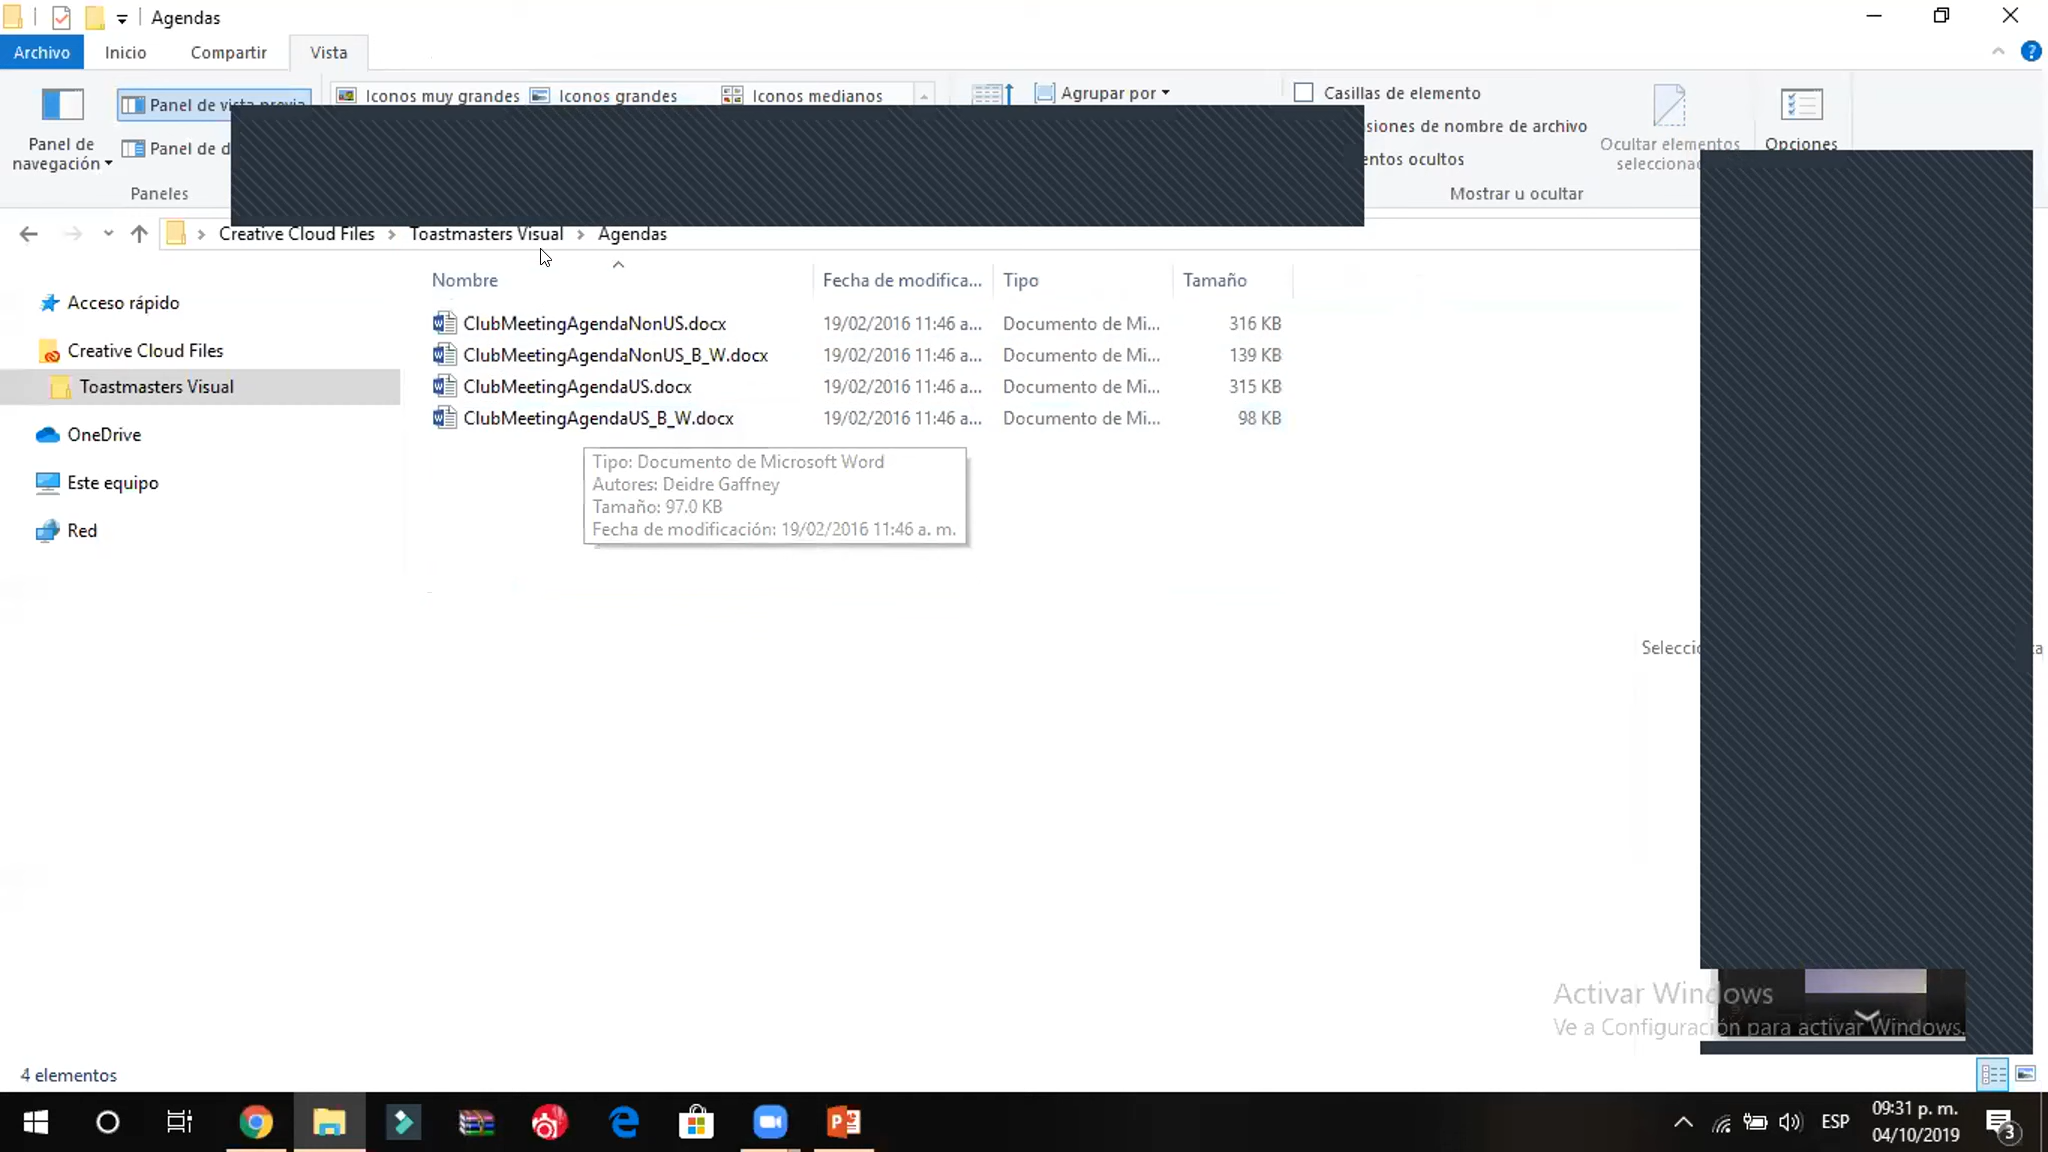 Agendas
Archivo Inicio Compartir Vista
Panel de navegación
Panel de vista previa
Panel de
Paneles
Iconos muy grandes Iconos grandes Iconos medianos
Agrupar por
Casillas de elemento
de nombre de archivo
ocultos
Mostrar u ocultar
Ocultar elementos
Opciones
Creative Cloud Files > Toastmasters Visual > Agendas
Acceso rápido
Creative Cloud Files
Toastmasters Visual
OneDrive
Este equipo
Red
Nombre Fecha de modifica... Tipo Tamaño
ClubMeetingAgendaNonUS.docx 19/02/2016 11:46 a... Documento de Mi... 316 KB
ClubMeetingAgendaNonUS_B_W.docx 19/02/2016 11:46 a... Documento de Mi... 139 KB
ClubMeetingAgendaUS.docx 19/02/2016 11:46 a... Documento de Mi... 315 KB
ClubMeetingAgendaUS_B_W.docx 19/02/2016 11:46 a... Documento de Mi... 98 KB
Tipo: Documento de Microsoft Word
Autores: Deidre Gaffney
Tamaño: 97.0 KB
Fecha de modificación: 19/02/2016 11:46 a. m.
Activar Windows
Ve a Configuración para activar Windows.
4 elementos
ESP
09:31 p. m.
04/10/2019
3